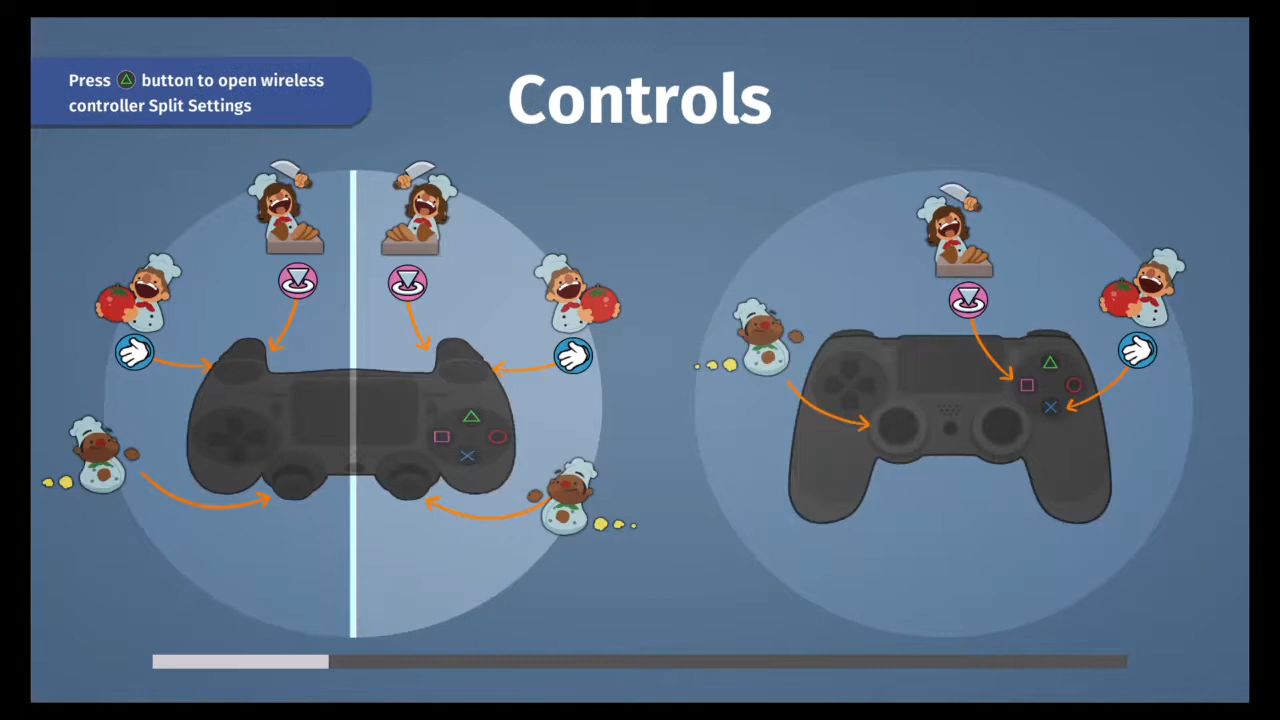 Controls
Press button to open wireless
controller Split Settings